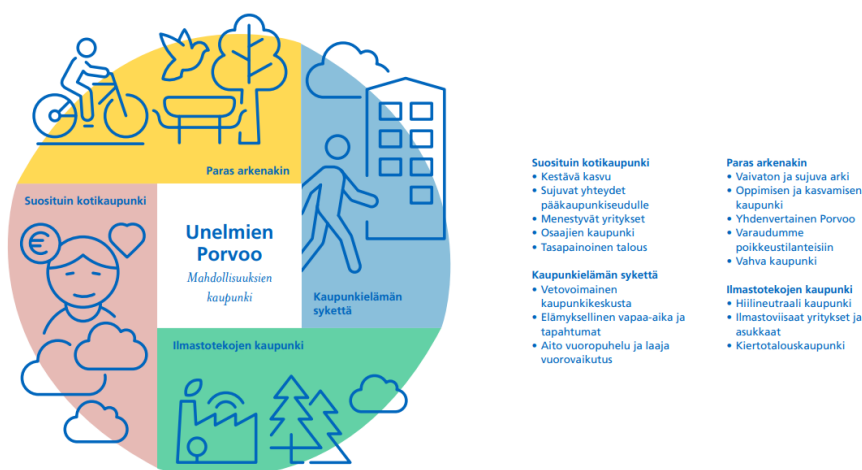 Paras arkenakin
Suosituin kotikaupunki
€
Unelmien
Porvoo
Mahdollisuuksien
kaupunki
Kaupunkielämän
sykettä
Ilmastotekojen kaupunki
Suosituin kotikaupunki
• Kestävä kasvu
• Sujuvat yhteydet
pääkaupunkiseudulle
• Menestyvät yritykset
• Osaajien kaupunki
• Tasapainoinen talous
Kaupunkielämän sykettä
• Vetovoimainen
kaupunkikeskusta
• Elämyksellinen vapaa-aika ja
tapahtumat
• Aito vuoropuhelu ja laaja
vuorovaikutus
Paras arkenakin
• Vaivaton ja sujuva arki
• Oppimisen ja kasvamisen
kaupunki
• Yhdenvertainen Porvoo
• Varaudumme
poikkeustilanteisiin
• Vahva kaupunki
Ilmastotekojen kaupunki
• Hiilineutraali kaupunki
• Ilmastoviisaat yritykset ja
asukkaat
• Kiertotalouskaupunki